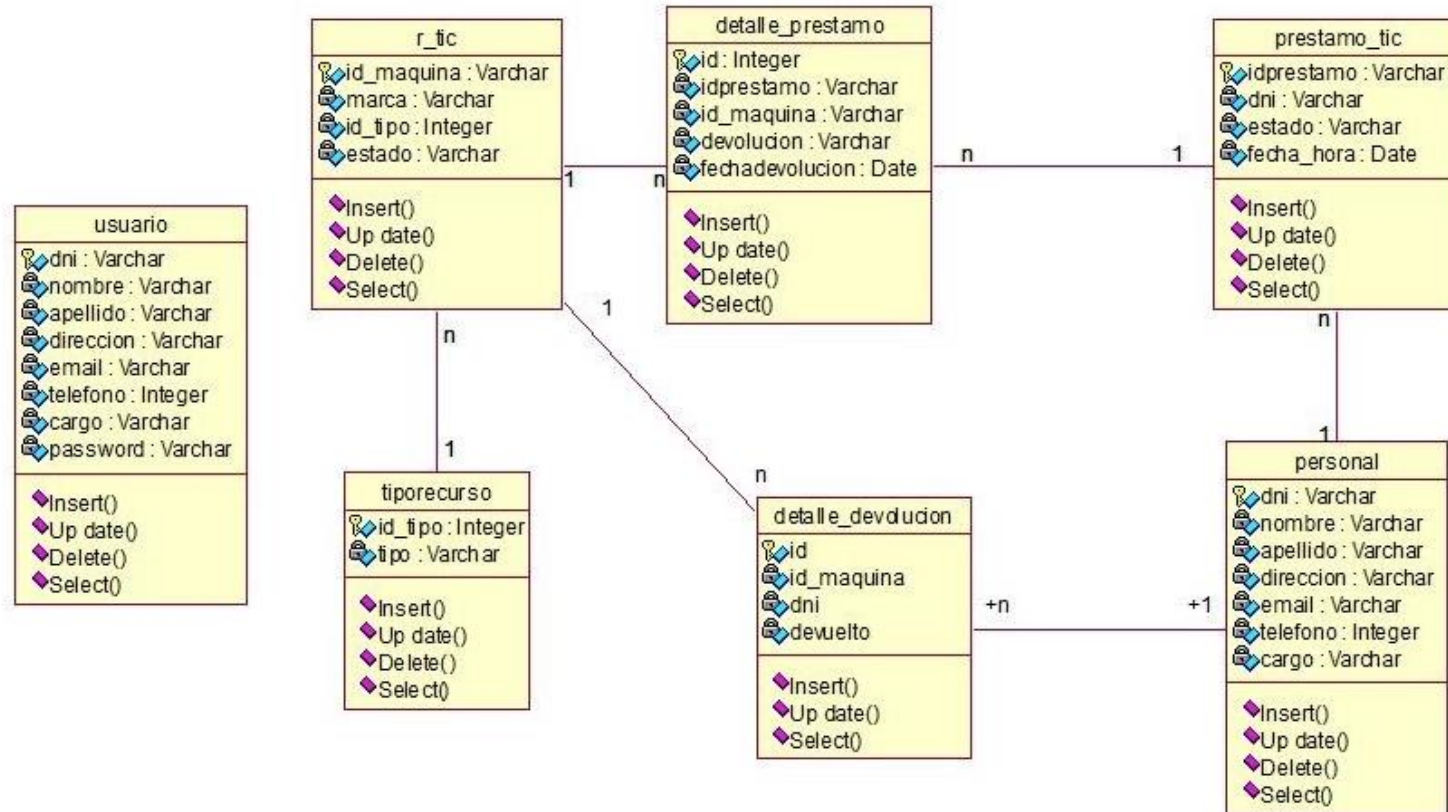 r_tic
id_maquina : Varchar
marca : Varchar
id_tipo : Integer
estado : Varchar
Insert()
Up date()
Delete()
Select()
detalle_prestamo
id : Integer
idprestamo : Varchar
id_maquina : Varchar
devolucion : Varchar
fechadevolucion : Date
Insert()
Up date()
Delete()
Select()
prestamo_tic
idprestamo : Varchar
dni : Varchar
estado : Varchar
fecha_hora : Date
Insert()
Up date()
Delete()
Select()
1
n
n
1
usuario
dni : Varchar
nombre : Varchar
apellido : Varchar
direccion : Varchar
email : Varchar
telefono : Integer
cargo : Varchar
password : Varchar
Insert()
Up date()
Delete()
Select()
n
1
1
n
n
1
tiporecurso
id_tipo : Integer
tipo : Varchar
Insert()
Up date()
Delete()
Select()
detalle_devolucion
id
id_maquina
dni
devuelto
Insert()
Up date()
Select()
+n
+1
personal
dni : Varchar
nombre : Varchar
apellido : Varchar
direccion : Varchar
email : Varchar
telefono : Integer
cargo : Varchar
Insert()
Up date()
Delete()
Select()